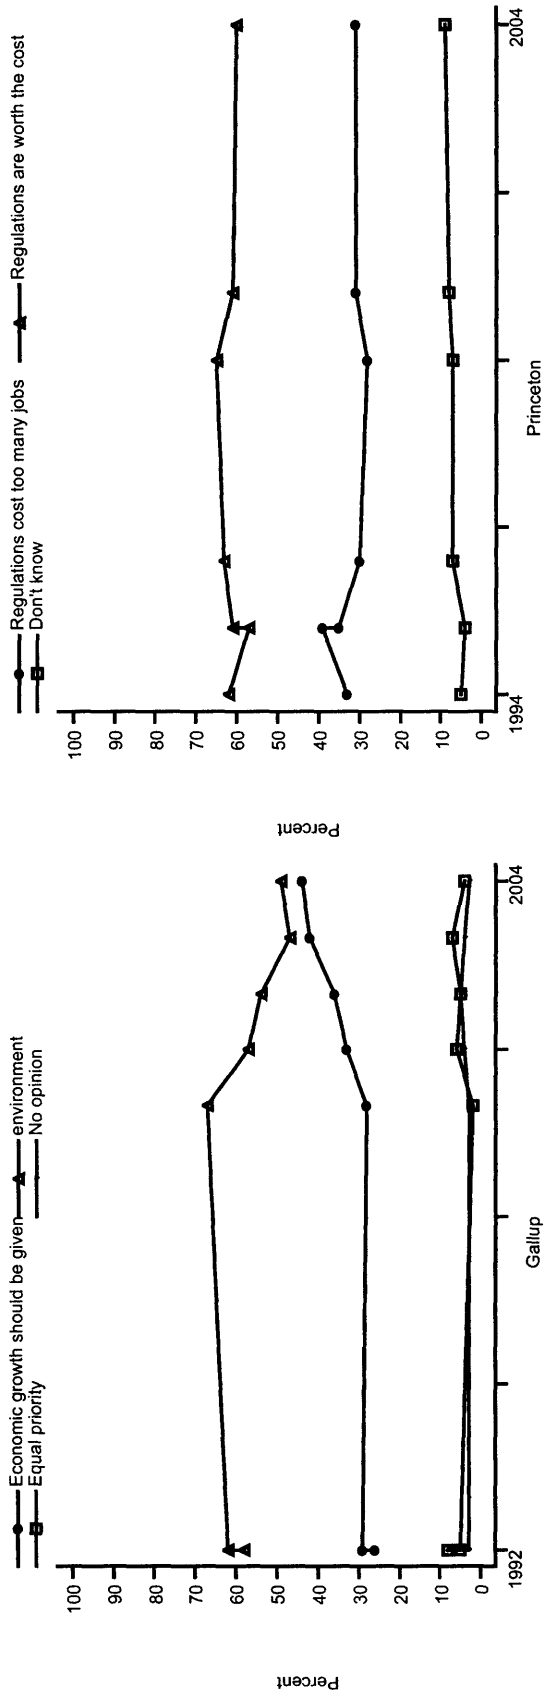 Economic growth should be given
environment
Equal priority
No opinion
Percent
100
90
80
70
60
50
40
30
20
10
0
1992
2004
Gallup
Regulations cost too many jobs
Regulations are worth the cost
Don't know
Percent
100
90
80
70
60
50
40
30
20
10
0
1994
2004
Princeton